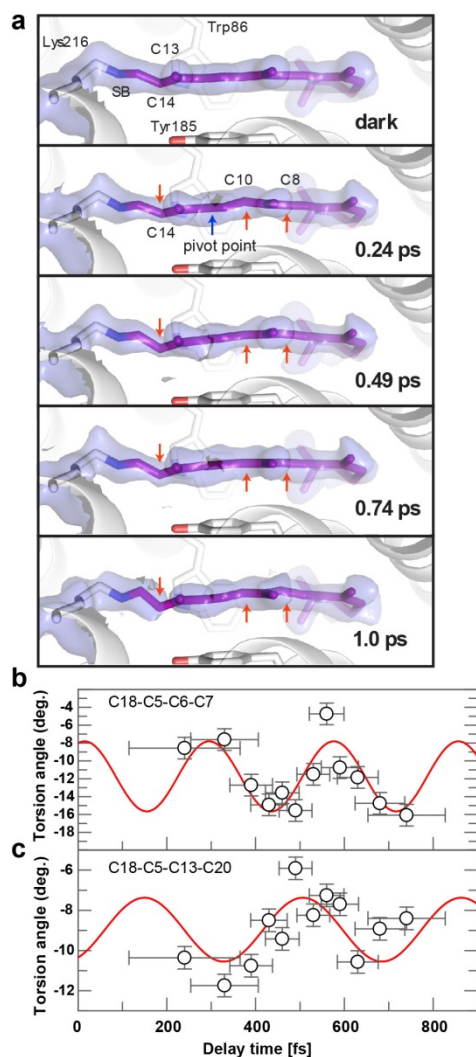 a
Trp86
Lys216
C13
SB
C14
Tyr185
dark
C10 C8
C14
pivot point
0.24 ps
0.49 ps
0.74 ps
1.0 ps
b
C18-C5-C6-C7
Torsion angle (deg.)
-4
-6
-8
-10
-12
-14
-16
c
C18-C5-C13-C20
Torsion angle (deg.)
-6
-8
-10
-12
0 200 400 600 800
Delay time [fs]